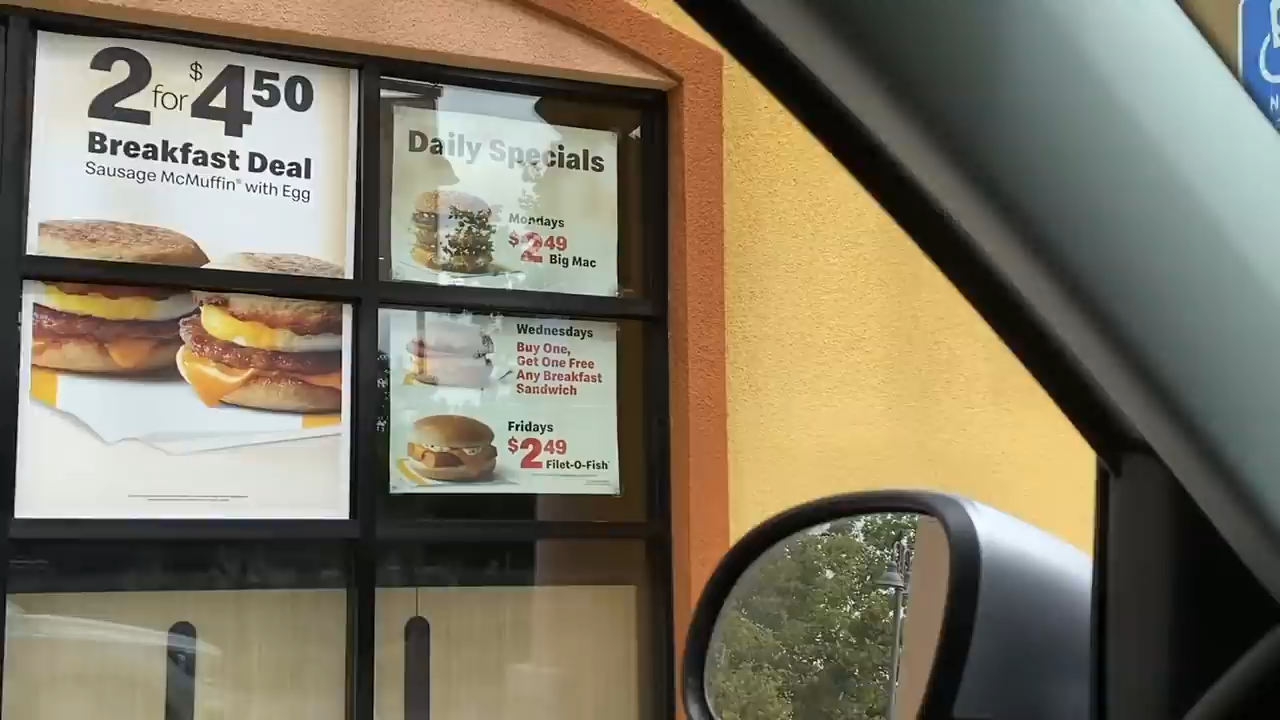 2 for $4.50
Breakfast Deal
Sausage McMuffin® with Egg
Daily Specials
Mondays
$2.49
Big Mac
Wednesdays
Buy One,
Get One Free
Any Breakfast
Sandwich
Fridays
$2.49
Filet-O-Fish